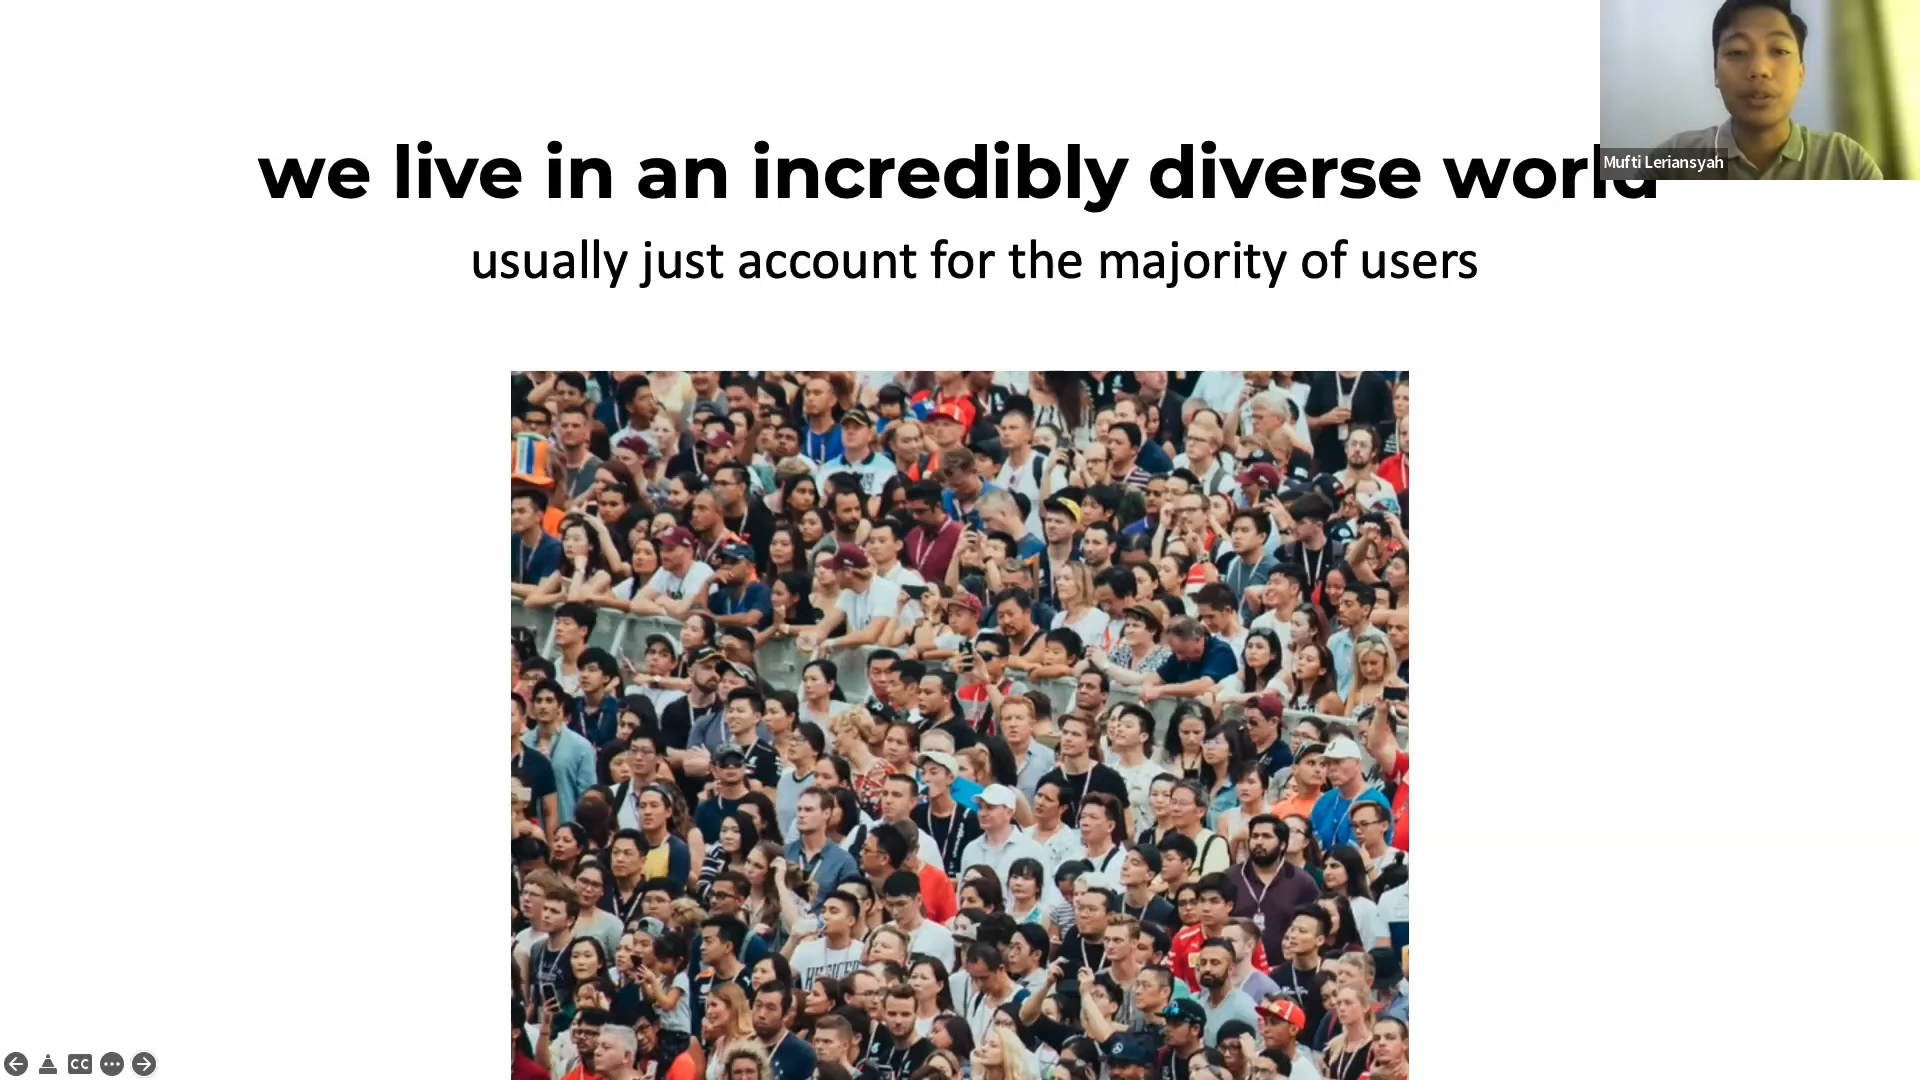 we live in an incredibly diverse world
Mufti Leriansyah
usually just account for the majority of users
CC